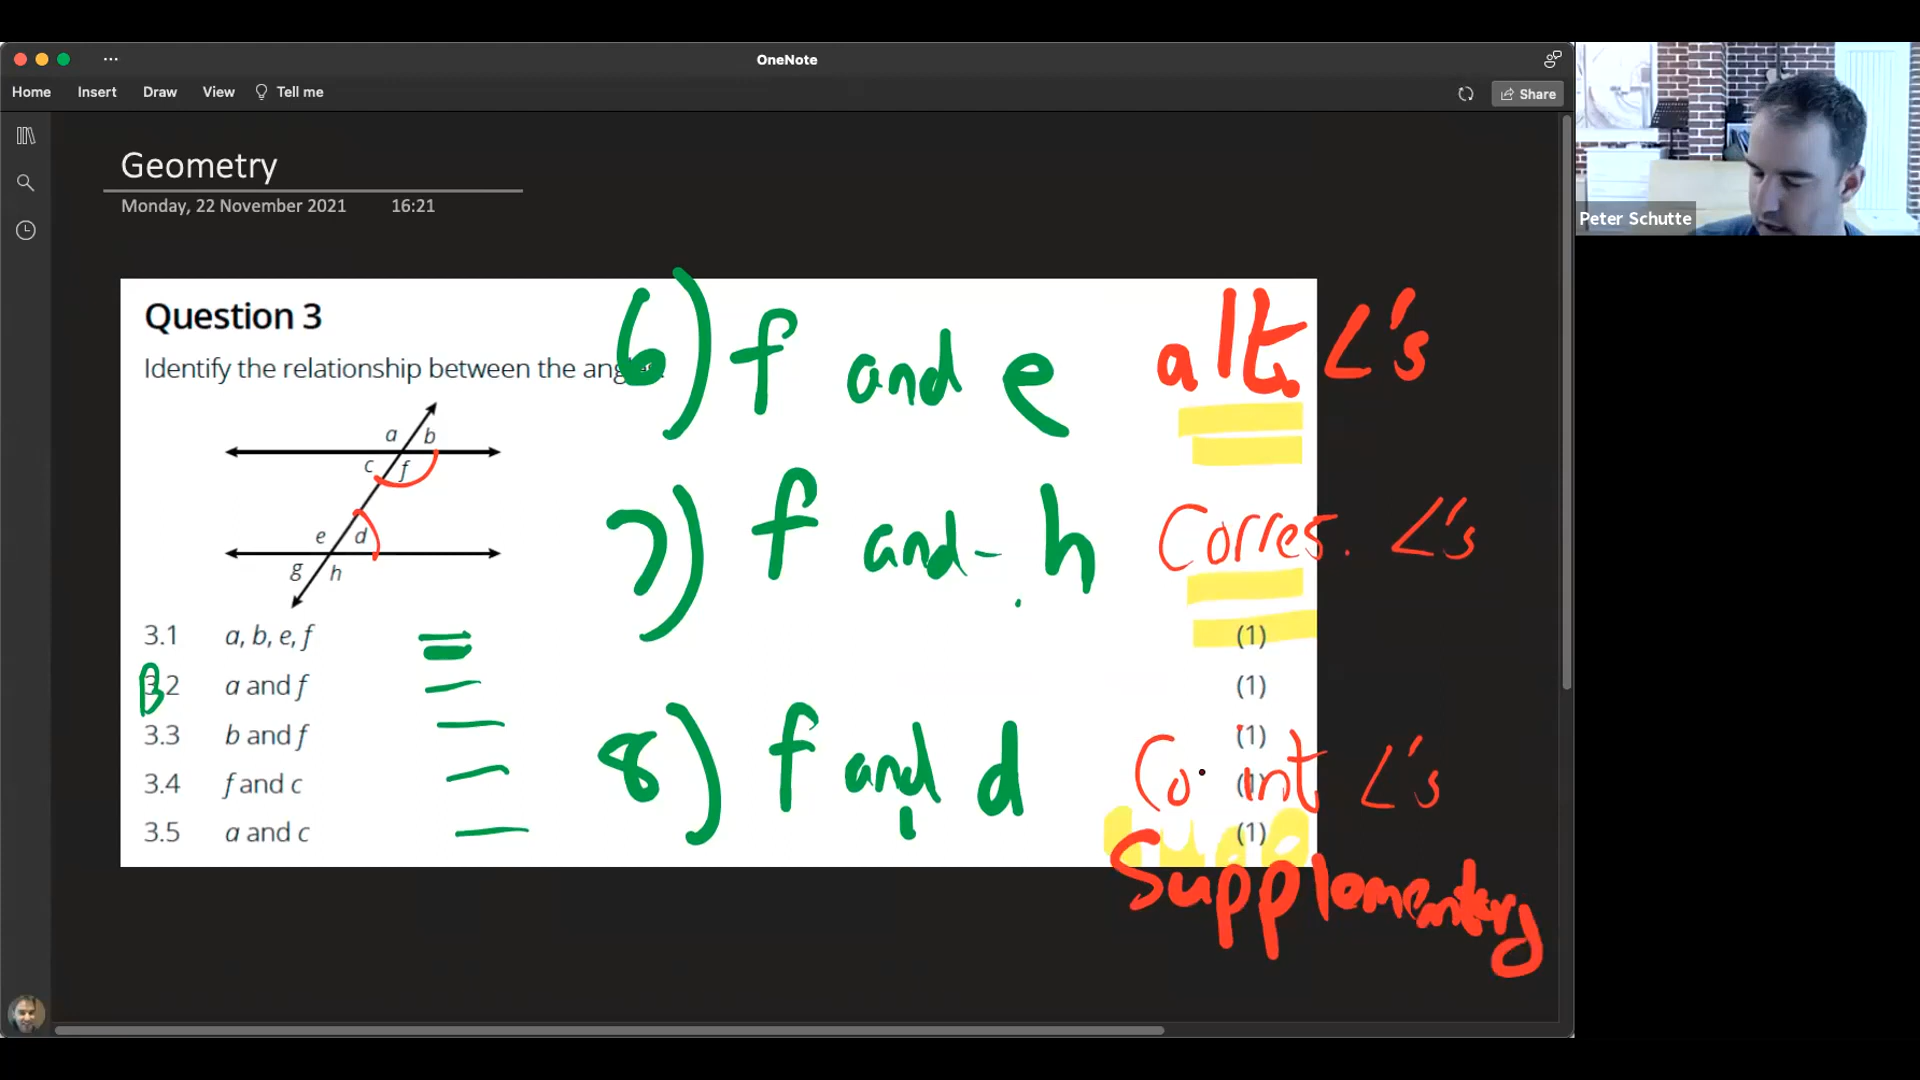 OneNote
Home Insert Draw View Tell me Share
Geometry
Monday, 22 November 2021 16:21
Peter Schutte
Question 3
Identify the relationship between the
6) f and e alt. ∠'s
a b
c f
7) f and - h Corres. ∠'s
e d
g h
3.1 a, b, e, f (1)
3.2 a and f (1)
3.3 b and f (1)
8) f and d Co int ∠'s
3.4 f and c (1)
3.5 a and c (1)
Supplementary